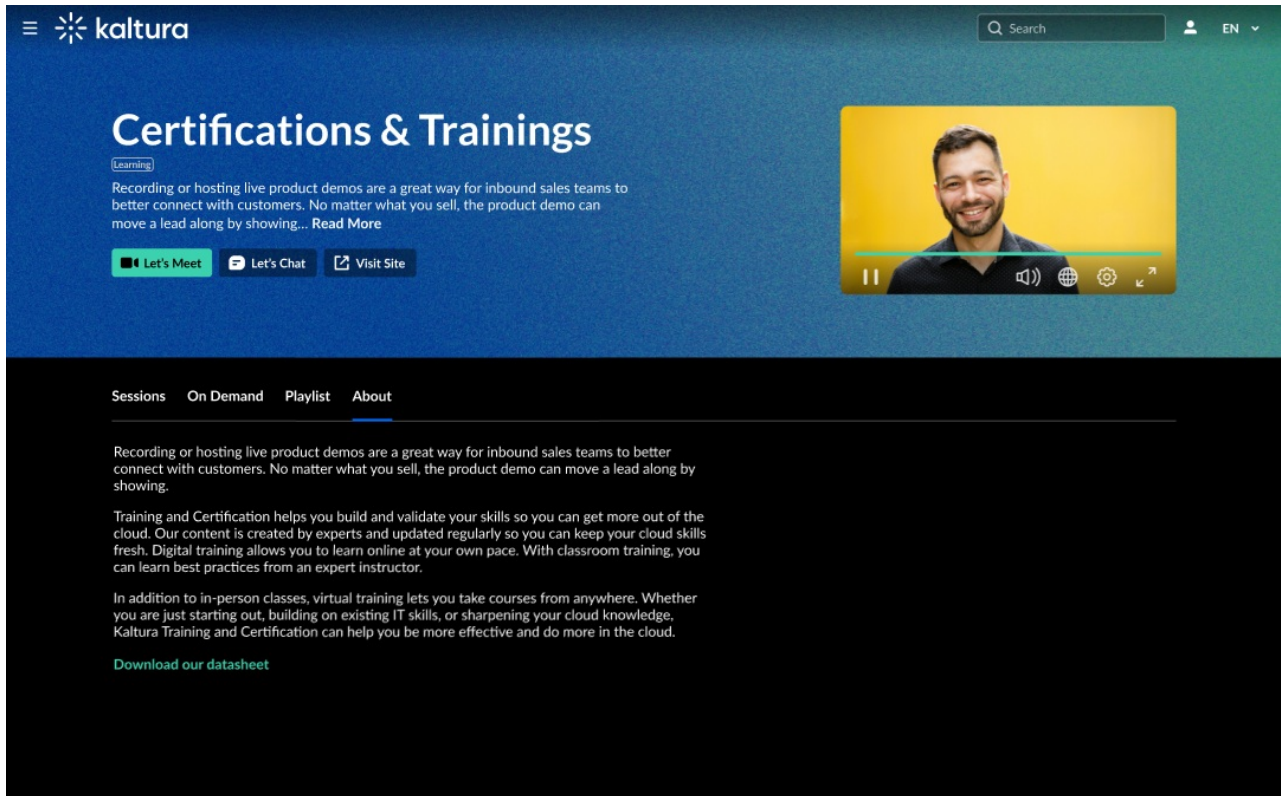 kaltura
Search
EN
Certifications & Trainings
Learning
Recording or hosting live product demos are a great way for inbound sales teams to
better connect with customers. No matter what you sell, the product demo can
move a lead along by showing... Read More
Let's Meet
Let's Chat
Visit Site
Sessions On Demand Playlist About
Recording or hosting live product demos are a great way for inbound sales teams to better
connect with customers. No matter what you sell, the product demo can move a lead along by
showing.
Training and Certification helps you build and validate your skills so you can get more out of the
cloud. Our content is created by experts and updated regularly so you can keep your cloud skills
fresh. Digital training allows you to learn online at your own pace. With classroom training, you
can learn best practices from an expert instructor.
In addition to in-person classes, virtual training lets you take courses from anywhere. Whether
you are just starting out, building on existing IT skills, or sharpening your cloud knowledge,
Kaltura Training and Certification can help you be more effective and do more in the cloud.
Download our datasheet